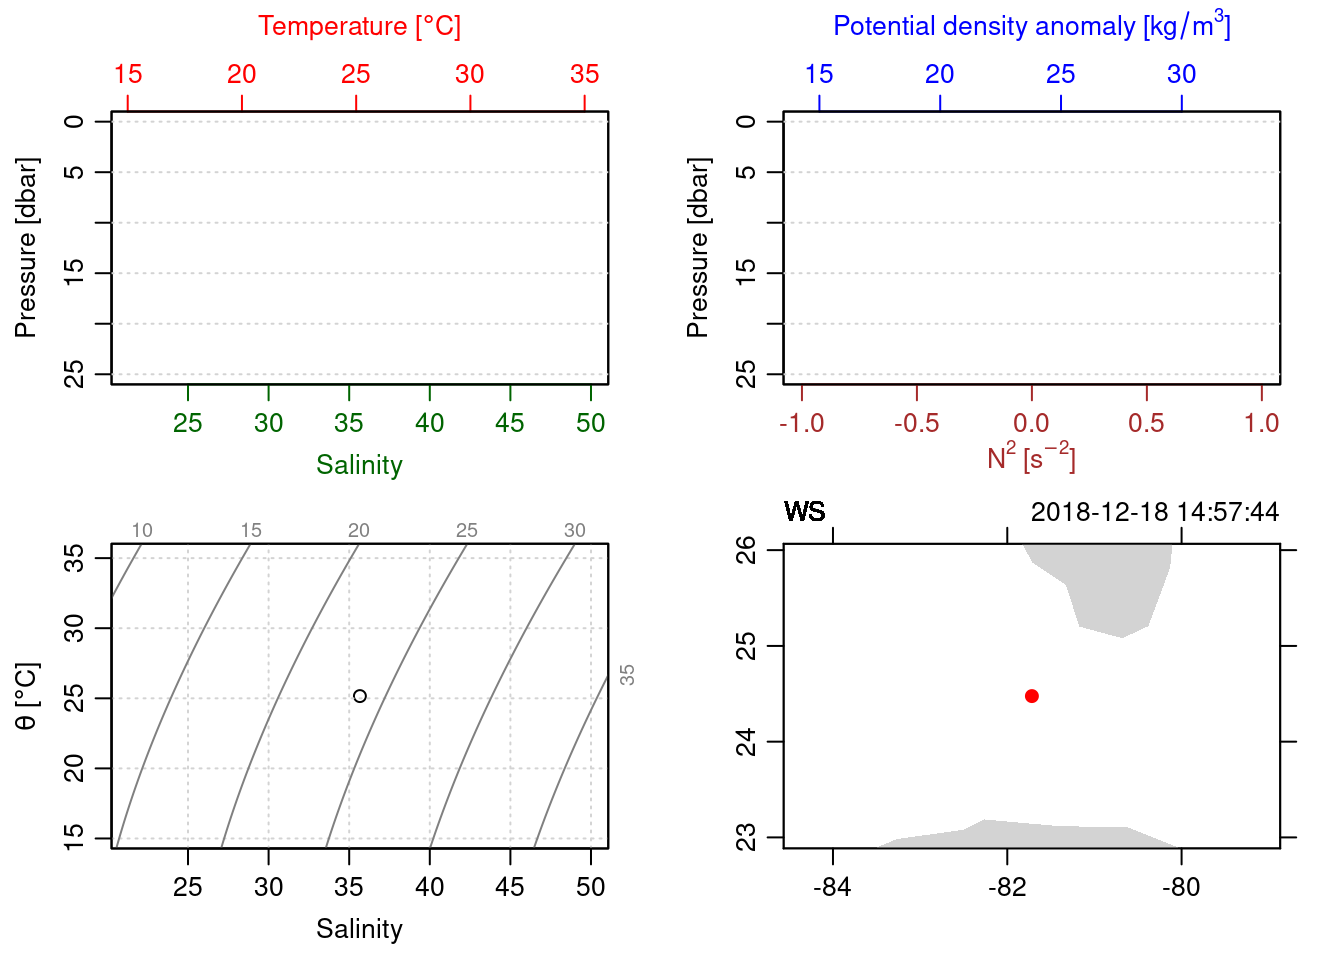 Temperature [°C]
15 20 25 30 35
Pressure [dbar]
0 5 15 25
25 30 35 40 45 50
Salinity
Potential density anomaly [kg/m³]
15 20 25 30
Pressure [dbar]
0 5 15 25
-1.0 -0.5 0.0 0.5 1.0
N² [s⁻²]
10 15 20 25 30
35
θ [°C]
35 30 25 20 15
25 30 35 40 45 50
Salinity
WS 2018-12-18 14:57:44
26 25 24 23
-84 -82 -80